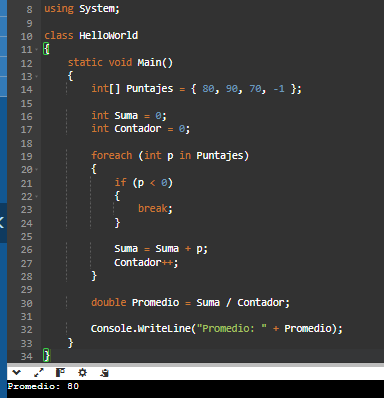 8 using System;
9
10 class HelloWorld
11 {
12 static void Main()
13 {
14 int[] Puntajes = { 80, 90, 70, -1 };
15
16 int Suma = 0;
17 int Contador = 0;
18
19 foreach (int p in Puntajes)
20 {
21 if (p < 0)
22 {
23 break;
24 }
25
26 Suma = Suma + p;
27 Contador++;
28 }
29
30 double Promedio = Suma / Contador;
31
32 Console.WriteLine("Promedio: " + Promedio);
33 }
34 }
Promedio: 80